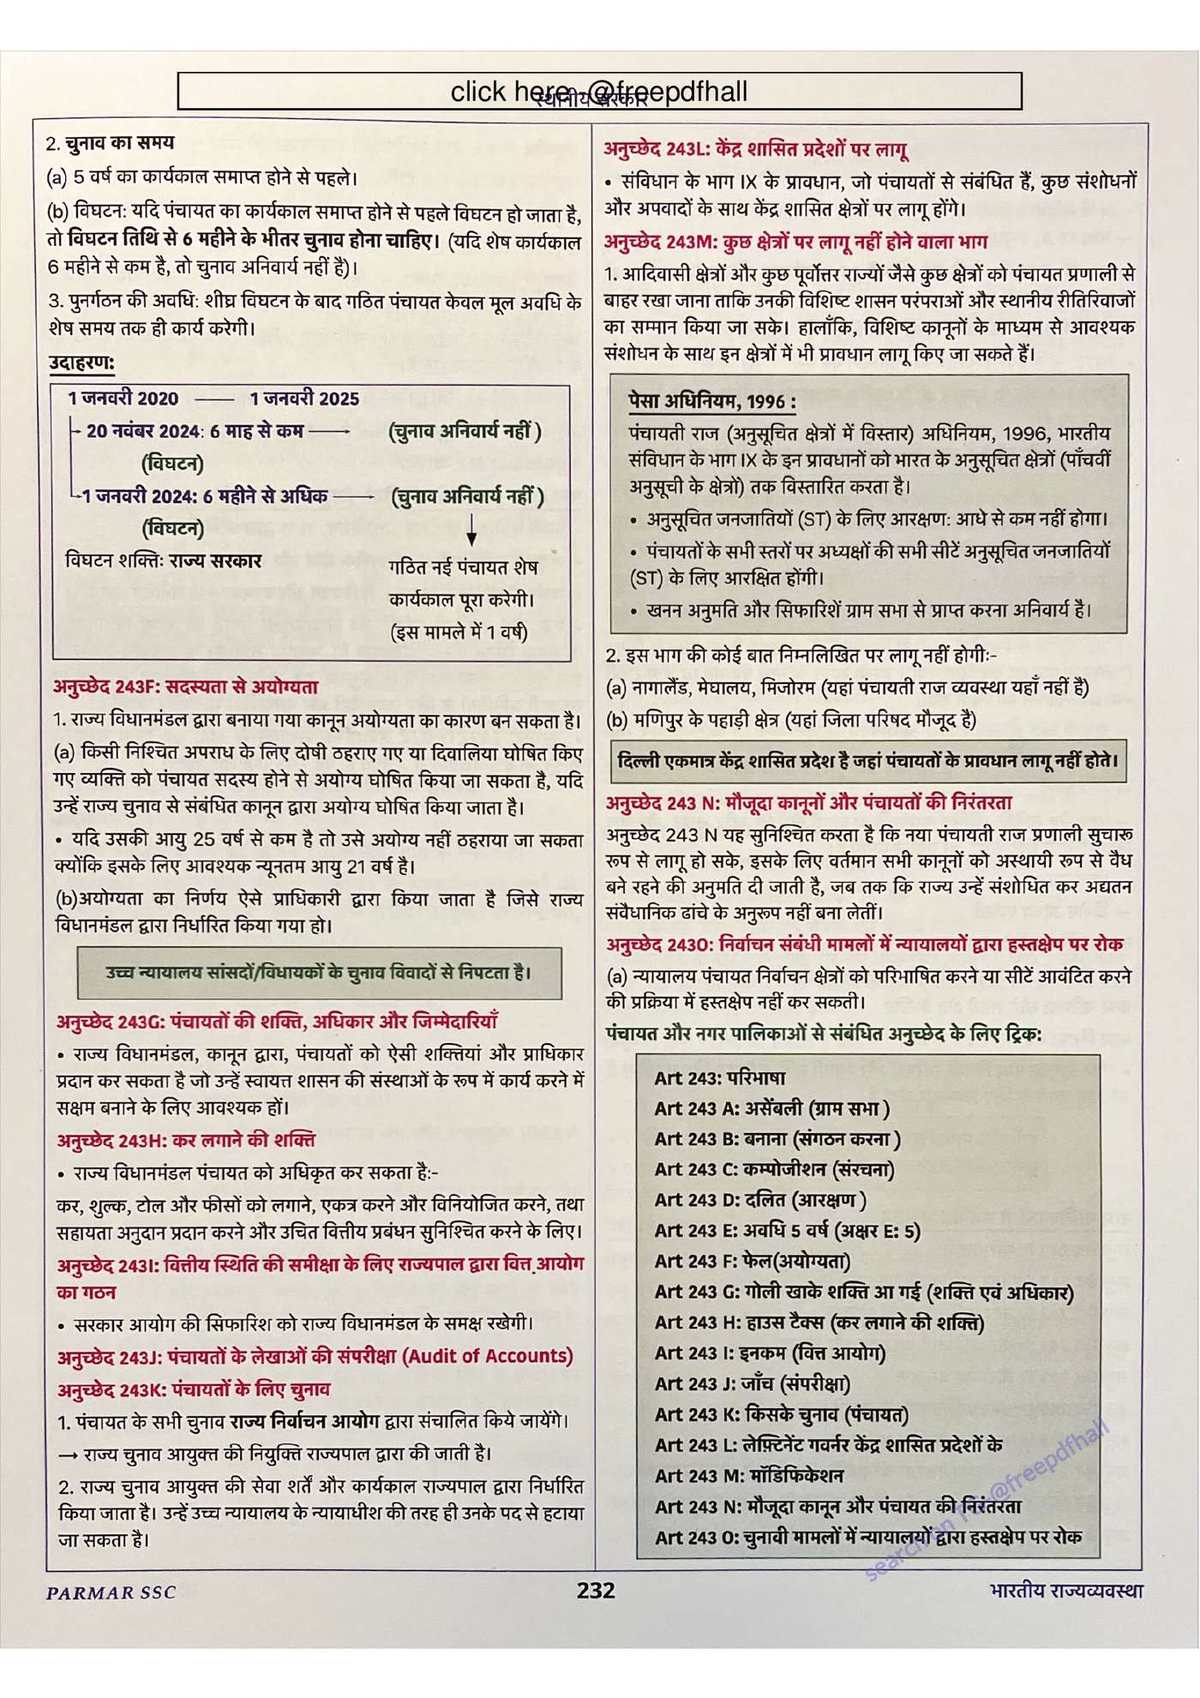 click here - @freepdfhall
स्थानीय सरकार
2. चुनाव का समय
(a) 5 वर्ष का कार्यकाल समाप्त होने से पहले।
(b) विघटन: यदि पंचायत का कार्यकाल समाप्त होने से पहले विघटन हो जाता है,
तो विघटन तिथि से 6 महीने के भीतर चुनाव होना चाहिए। (यदि शेष कार्यकाल
6 महीने से कम है, तो चुनाव अनिवार्य नहीं है)।
3. पुनर्गठन की अवधि: शीघ्र विघटन के बाद गठित पंचायत केवल मूल अवधि के
शेष समय तक ही कार्य करेगी।
उदाहरण:
1 जनवरी 2020 —— 1 जनवरी 2025
20 नवंबर 2024: 6 माह से कम ——→ (चुनाव अनिवार्य नहीं )
(विघटन)
1 जनवरी 2024: 6 महीने से अधिक ——→ (चुनाव अनिवार्य नहीं )
(विघटन)
विघटन शक्ति: राज्य सरकार
गठित नई पंचायत शेष
कार्यकाल पूरा करेगी।
(इस मामले में 1 वर्ष)
अनुच्छेद 243F: सदस्यता से अयोग्यता
1. राज्य विधानमंडल द्वारा बनाया गया कानून अयोग्यता का कारण बन सकता है।
(a) किसी निश्चित अपराध के लिए दोषी ठहराए गए या दिवालिया घोषित किए
गए व्यक्ति को पंचायत सदस्य होने से अयोग्य घोषित किया जा सकता है, यदि
उन्हें राज्य चुनाव से संबंधित कानून द्वारा अयोग्य घोषित किया जाता है।
• यदि उसकी आयु 25 वर्ष से कम है तो उसे अयोग्य नहीं ठहराया जा सकता
क्योंकि इसके लिए आवश्यक न्यूनतम आयु 21 वर्ष है।
(b)अयोग्यता का निर्णय ऐसे प्राधिकारी द्वारा किया जाता है जिसे राज्य
विधानमंडल द्वारा निर्धारित किया गया हो।
उच्च न्यायालय सांसदों/विधायकों के चुनाव विवादों से निपटता है।
अनुच्छेद 243G: पंचायतों की शक्ति, अधिकार और जिम्मेदारियाँ
• राज्य विधानमंडल, कानून द्वारा, पंचायतों को ऐसी शक्तियां और प्राधिकार
प्रदान कर सकता है जो उन्हें स्वायत्त शासन की संस्थाओं के रूप में कार्य करने में
सक्षम बनाने के लिए आवश्यक हों।
अनुच्छेद 243H: कर लगाने की शक्ति
• राज्य विधानमंडल पंचायत को अधिकृत कर सकता है:-
कर, शुल्क, टोल और फीसों को लगाने, एकत्र करने और विनियोजित करने, तथा
सहायता अनुदान प्रदान करने और उचित वित्तीय प्रबंधन सुनिश्चित करने के लिए।
अनुच्छेद 243I: वित्तीय स्थिति की समीक्षा के लिए राज्यपाल द्वारा वित्त आयोग
का गठन
• सरकार आयोग की सिफारिश को राज्य विधानमंडल के समक्ष रखेगी।
अनुच्छेद 243J: पंचायतों के लेखाओं की संपरीक्षा (Audit of Accounts)
अनुच्छेद 243K: पंचायतों के लिए चुनाव
1. पंचायत के सभी चुनाव राज्य निर्वाचन आयोग द्वारा संचालित किये जायेंगे।
→ राज्य चुनाव आयुक्त की नियुक्ति राज्यपाल द्वारा की जाती है।
2. राज्य चुनाव आयुक्त की सेवा शर्तें और कार्यकाल राज्यपाल द्वारा निर्धारित
किया जाता है। उन्हें उच्च न्यायालय के न्यायाधीश की तरह ही उनके पद से हटाया
जा सकता है।
अनुच्छेद 243L: केंद्र शासित प्रदेशों पर लागू
• संविधान के भाग IX के प्रावधान, जो पंचायतों से संबंधित हैं, कुछ संशोधनों
और अपवादों के साथ केंद्र शासित क्षेत्रों पर लागू होंगे।
अनुच्छेद 243M: कुछ क्षेत्रों पर लागू नहीं होने वाला भाग
1. आदिवासी क्षेत्रों और कुछ पूर्वोत्तर राज्यों जैसे कुछ क्षेत्रों को पंचायत प्रणाली से
बाहर रखा जाना ताकि उनकी विशिष्ट शासन परंपराओं और स्थानीय रीतिरिवाजों
का सम्मान किया जा सके। हालाँकि, विशिष्ट कानूनों के माध्यम से आवश्यक
संशोधन के साथ इन क्षेत्रों में भी प्रावधान लागू किए जा सकते हैं।
पेसा अधिनियम, 1996 :
पंचायती राज (अनुसूचित क्षेत्रों में विस्तार) अधिनियम, 1996, भारतीय
संविधान के भाग IX के इन प्रावधानों को भारत के अनुसूचित क्षेत्रों (पाँचवीं
अनुसूची के क्षेत्रों) तक विस्तारित करता है।
• अनुसूचित जनजातियों (ST) के लिए आरक्षण: आधे से कम नहीं होगा।
• पंचायतों के सभी स्तरों पर अध्यक्षों की सभी सीटें अनुसूचित जनजातियों
(ST) के लिए आरक्षित होंगी।
• खनन अनुमति और सिफारिशें ग्राम सभा से प्राप्त करना अनिवार्य है।
2. इस भाग की कोई बात निम्नलिखित पर लागू नहीं होगी:-
(a) नागालैंड, मेघालय, मिजोरम (यहां पंचायती राज व्यवस्था यहाँ नहीं है)
(b) मणिपुर के पहाड़ी क्षेत्र (यहां जिला परिषद मौजूद है)
दिल्ली एकमात्र केंद्र शासित प्रदेश है जहां पंचायतों के प्रावधान लागू नहीं होते।
अनुच्छेद 243 N: मौजूदा कानूनों और पंचायतों की निरंतरता
अनुच्छेद 243 N यह सुनिश्चित करता है कि नया पंचायती राज प्रणाली सुचारू
रूप से लागू हो सके, इसके लिए वर्तमान सभी कानूनों को अस्थायी रूप से वैध
बने रहने की अनुमति दी जाती है, जब तक कि राज्य उन्हें संशोधित कर अद्यतन
संवैधानिक ढांचे के अनुरूप नहीं बना लेतीं।
अनुच्छेद 243O: निर्वाचन संबंधी मामलों में न्यायालयों द्वारा हस्तक्षेप पर रोक
(a) न्यायालय पंचायत निर्वाचन क्षेत्रों को परिभाषित करने या सीटें आवंटित करने
की प्रक्रिया में हस्तक्षेप नहीं कर सकती।
पंचायत और नगर पालिकाओं से संबंधित अनुच्छेद के लिए ट्रिक:
Art 243: परिभाषा
Art 243 A: असेंबली (ग्राम सभा )
Art 243 B: बनाना (संगठन करना )
Art 243 C: कम्पोजीशन (संरचना)
Art 243 D: दलित (आरक्षण )
Art 243 E: अवधि 5 वर्ष (अक्षर E: 5)
Art 243 F: फेल(अयोग्यता)
Art 243 G: गोली खाके शक्ति आ गई (शक्ति एवं अधिकार)
Art 243 H: हाउस टैक्स (कर लगाने की शक्ति)
Art 243 I: इनकम (वित्त आयोग)
Art 243 J: जाँच (संपरीक्षा)
Art 243 K: किसके चुनाव (पंचायत)
Art 243 L: लेफ़्टिनेंट गवर्नर केंद्र शासित प्रदेशों के
Art 243 M: मॉडिफिकेशन
Art 243 N: मौजूदा कानून और पंचायत की निरंतरता
Art 243 O: चुनावी मामलों में न्यायालयों द्वारा हस्तक्षेप पर रोक
PARMAR SSC
232
भारतीय राज्यव्यवस्था